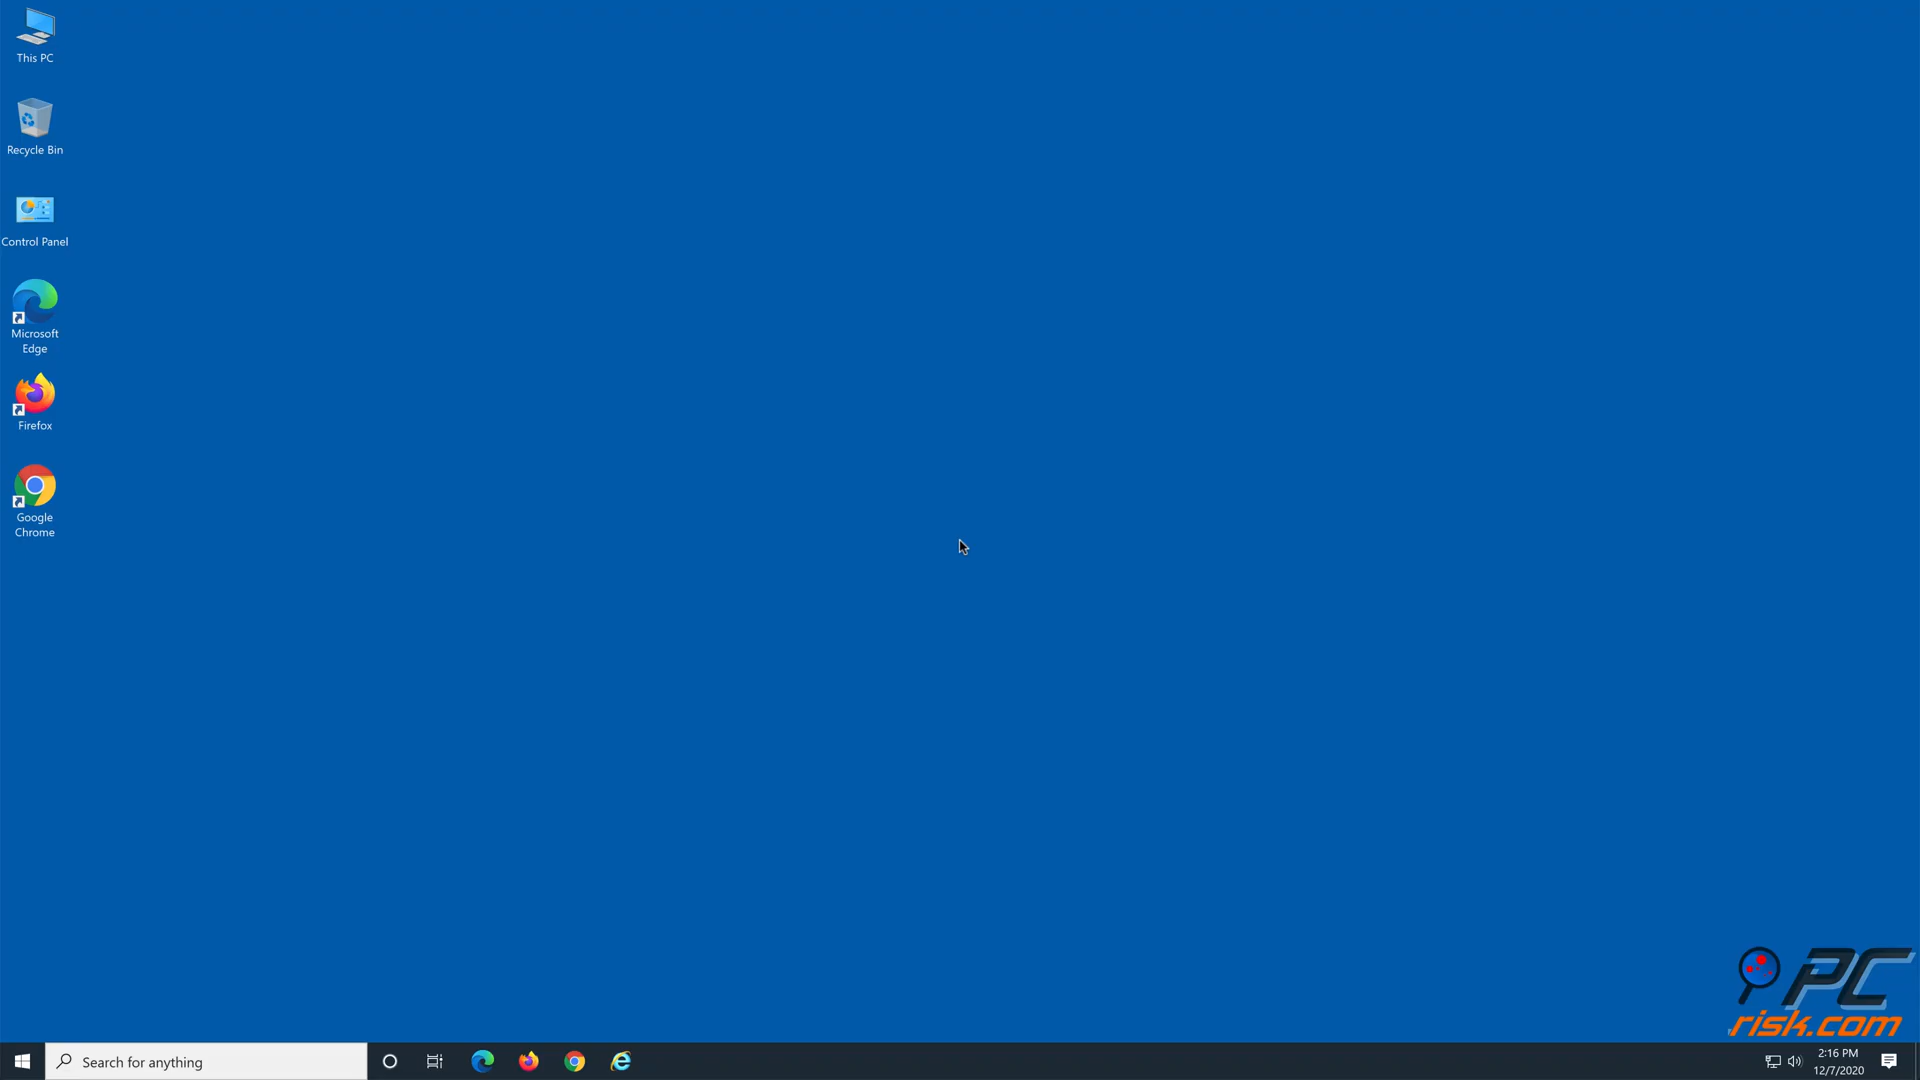 This PC
Recycle Bin
Control Panel
Microsoft
Edge
Firefox
Google
Chrome
PC
risk.com
Search for anything
2:16 PM
12/7/2020